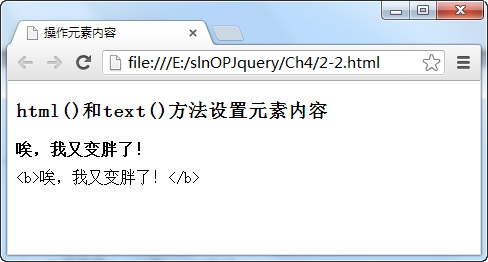 操作元素内容
file:///E:/slnOPJquery/Ch4/2-2.html
html()和text()方法设置元素内容
唉，我又变胖了！
<b>唉，我又变胖了！</b>